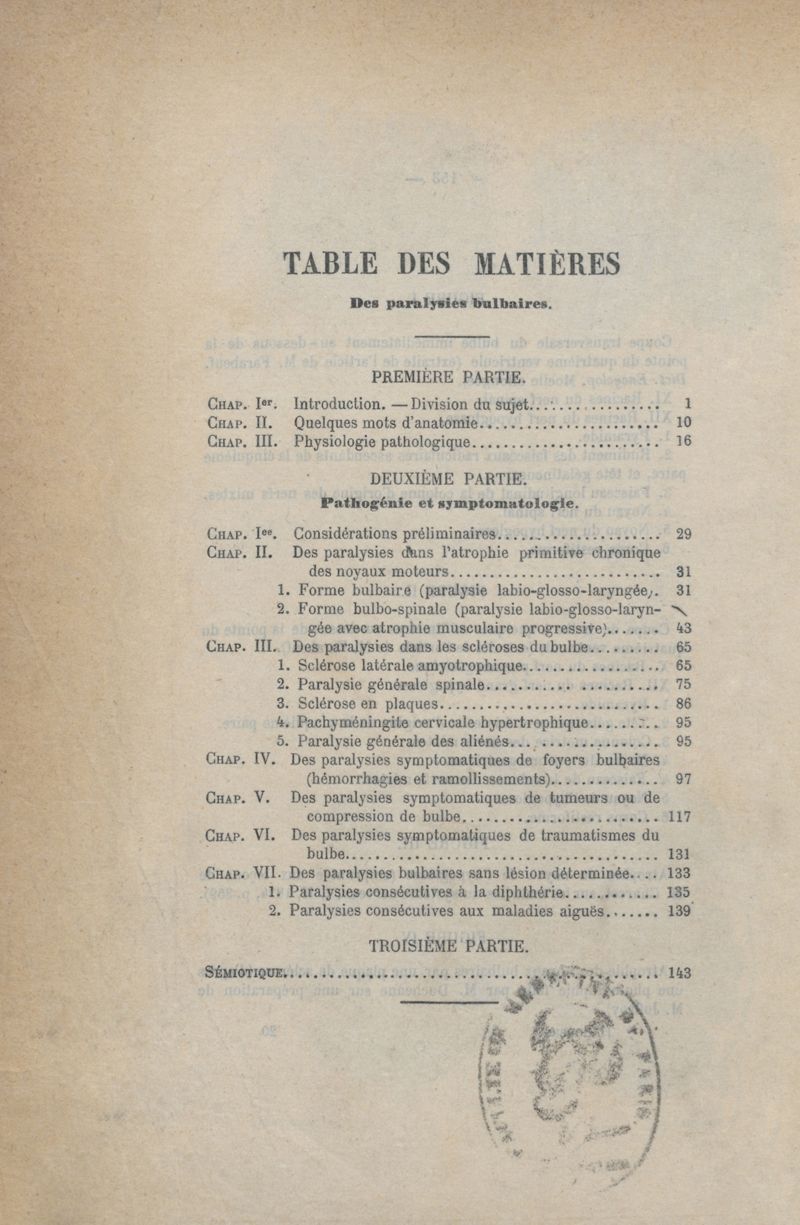 TABLE DES MATIÈRES
Des paralysies bulbaires.
PREMIÈRE PARTIE.
CHAP. Ier. Introduction. — Division du sujet.................. 1
CHAP. II. Quelques mots d'anatomie........................ 10
CHAP. III. Physiologie pathologique......................... 16
DEUXIÈME PARTIE.
Pathogénie et symptomatologie.
CHAP. Iee. Considérations préliminaires...................... 29
CHAP. II. Des paralysies dans l'atrophie primitive chronique
des noyaux moteurs............................ 31
1. Forme bulbaire (paralysie labio-glosso-laryngée). 31
2. Forme bulbo-spinale (paralysie labio-glosso-laryn-
gée avec atrophie musculaire progressive)....... 43
CHAP. III. Des paralysies dans les scléroses du bulbe......... 65
1. Sclérose latérale amyotrophique................... 65
2. Paralysie générale spinale........................ 75
3. Sclérose en plaques............................. 86
4. Pachyméningite cervicale hypertrophique......... 95
5. Paralysie générale des aliénés.................... 95
CHAP. IV. Des paralysies symptomatiques de foyers bulbaires
(hémorrhagies et ramollissements).............. 97
CHAP. V. Des paralysies symptomatiques de tumeurs ou de
compression de bulbe.......................... 117
CHAP. VI. Des paralysies symptomatiques de traumatismes du
bulbe.......................................... 131
CHAP. VII. Des paralysies bulbaires sans lésion déterminée.... 133
1. Paralysies consécutives à la diphthérie............ 135
2. Paralysies consécutives aux maladies aiguës....... 139
TROISIÈME PARTIE.
SÉMIOTIQUE................................................ 143